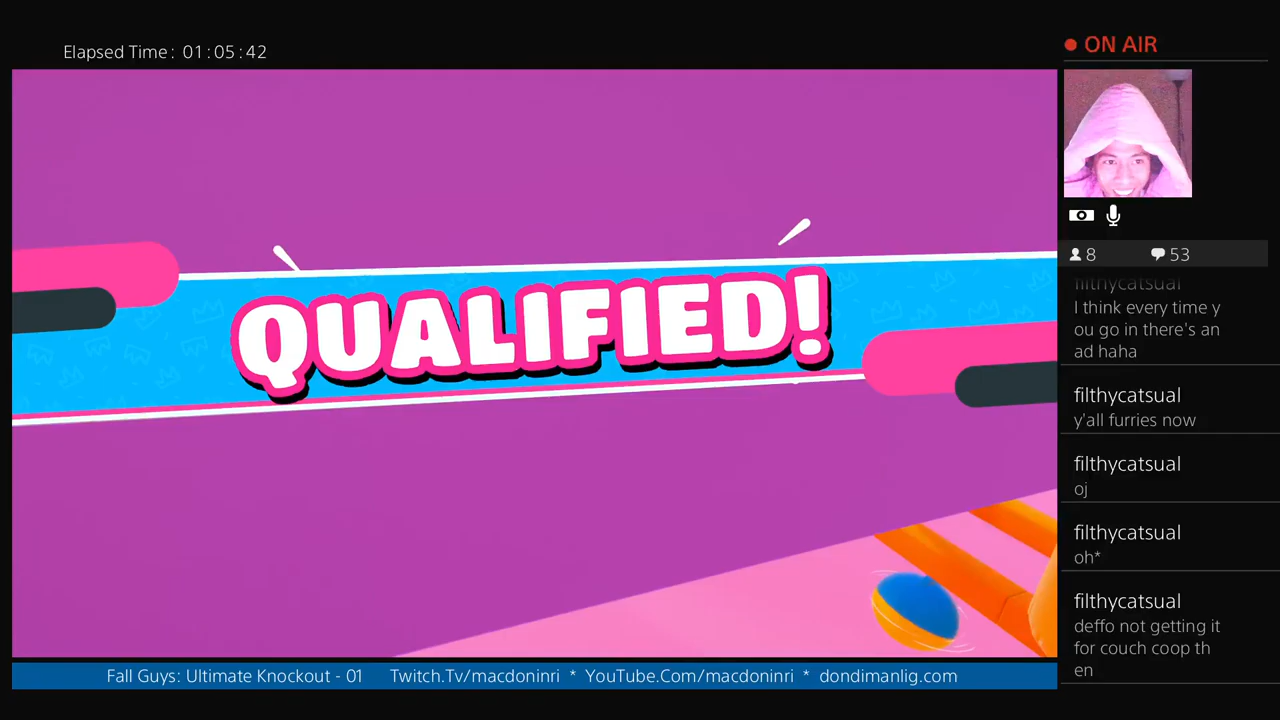 Elapsed Time: 01:05:42
ON AIR
8 53
filthycatsual
I think every time y
ou go in there's an
ad haha
filthycatsual
y'all furries now
filthycatsual
oj
filthycatsual
oh*
filthycatsual
deffo not getting it
for couch coop th
en
QUALIFIED!
Fall Guys: Ultimate Knockout - 01 Twitch.Tv/macdoninri * YouTube.Com/macdoninri * dondimanlig.com